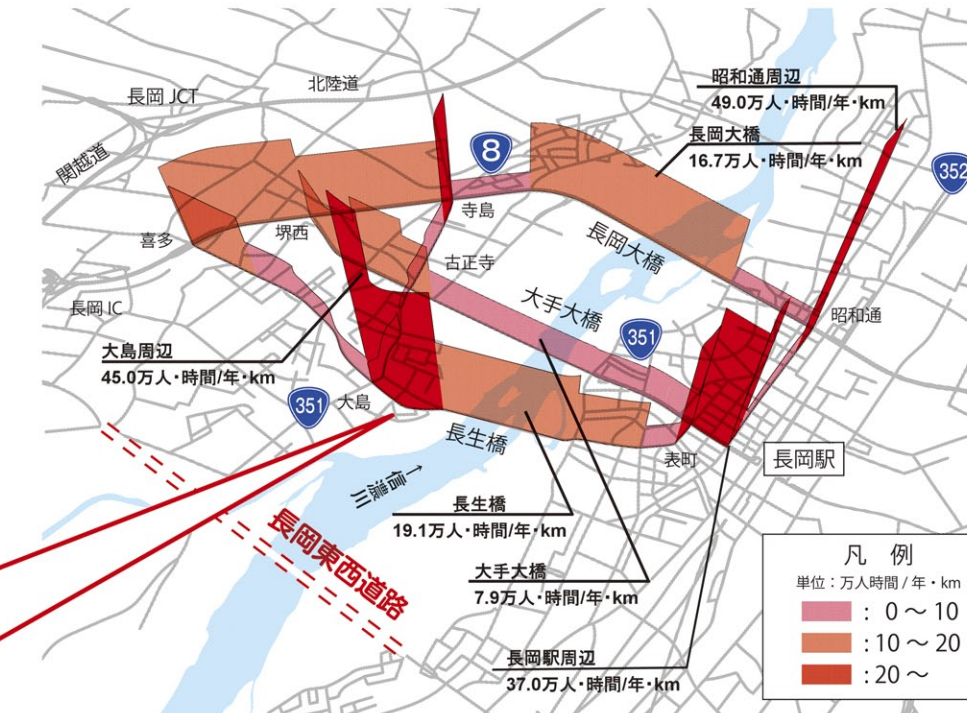 昭和通周辺
49.0万人・時間/年・km
長岡大橋
16.7万人・時間/年・km
北陸道
長岡JCT
関越道
8
352
寺島
喜多
堺西
古正寺
長岡大橋
大手大橋
351
昭和通
長岡IC
大島周辺
45.0万人・時間/年・km
351
大島
長生橋
表町
長岡駅
←信濃川
長岡東西道路
長生橋
19.1万人・時間/年・km
大手大橋
7.9万人・時間/年・km
長岡駅周辺
37.0万人・時間/年・km
凡 例
単位：万人時間 / 年・km
：0～10
：10～20
：20～